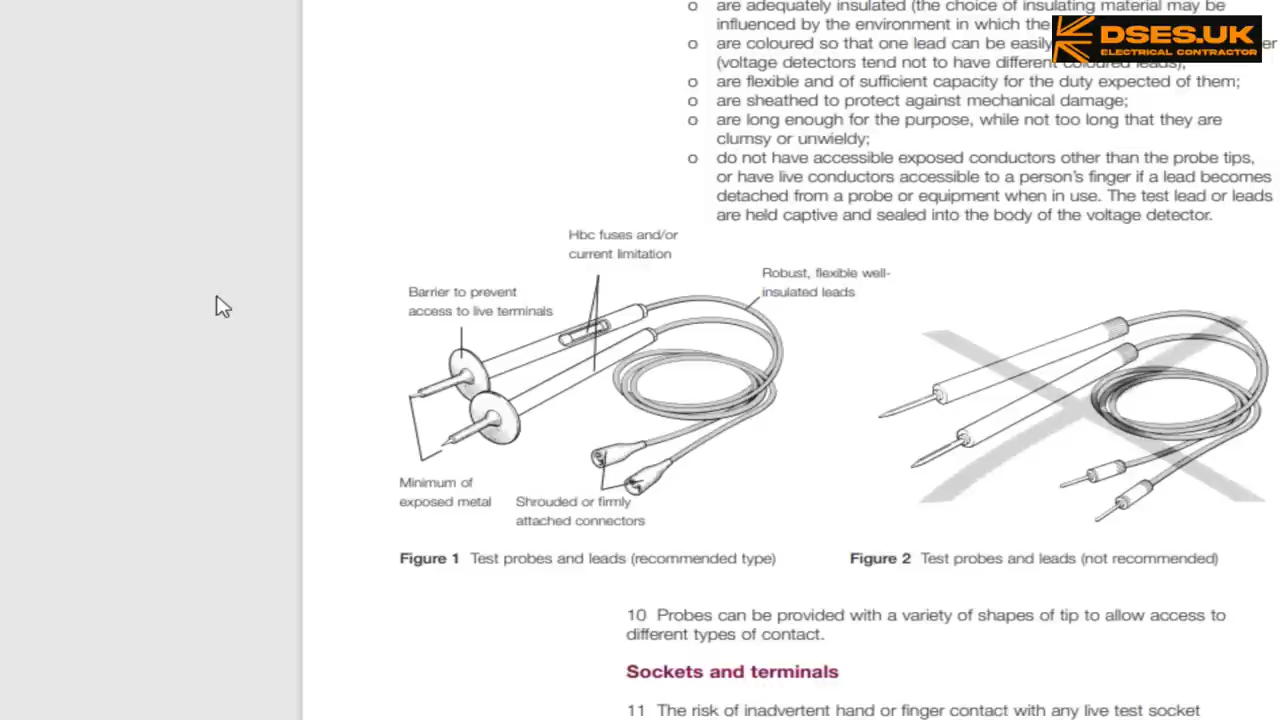 are adequately insulated (the choice of insulating material may be
influenced by the environment in which the
DSES.UK
ELECTRICAL CONTRACTOR
are coloured so that one lead can be easily
(voltage detectors tend not to have different coloured leads);
are flexible and of sufficient capacity for the duty expected of them;
are sheathed to protect against mechanical damage;
are long enough for the purpose, while not too long that they are
clumsy or unwieldy;
do not have accessible exposed conductors other than the probe tips,
or have live conductors accessible to a person's finger if a lead becomes
detached from a probe or equipment when in use. The test lead or leads
are held captive and sealed into the body of the voltage detector.
Hbc fuses and/or
current limitation
Robust, flexible well-
insulated leads
Barrier to prevent
access to live terminals
Minimum of
exposed metal
Shrouded or firmly
attached connectors
Figure 1 Test probes and leads (recommended type)
Figure 2 Test probes and leads (not recommended)
10 Probes can be provided with a variety of shapes of tip to allow access to
different types of contact.
Sockets and terminals
11 The risk of inadvertent hand or finger contact with any live test socket